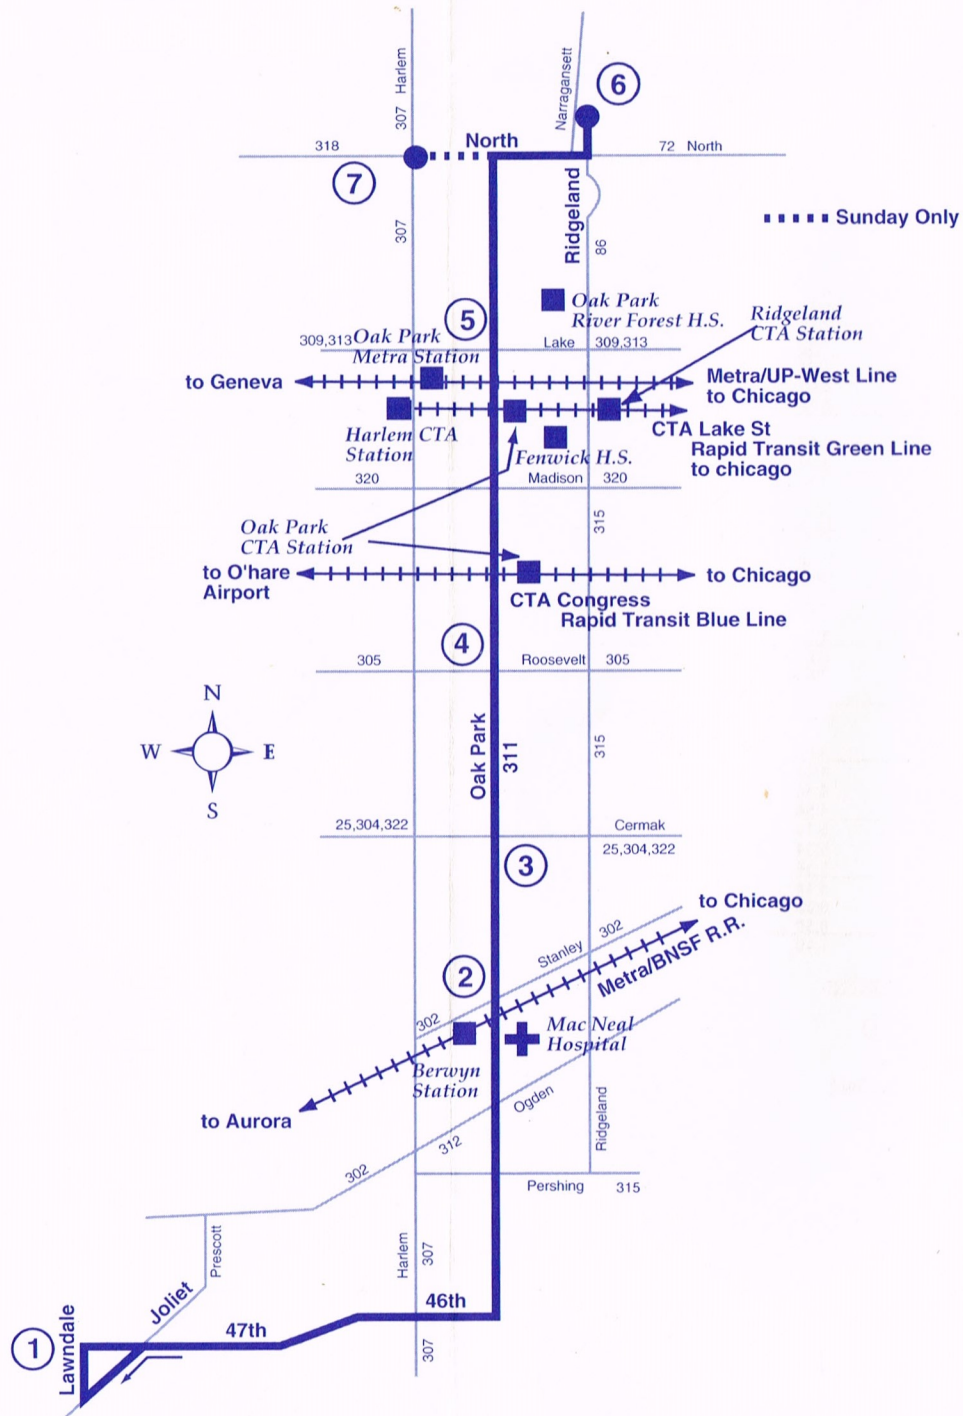 Harlem
307
Narragansett
6
318
North
72 North
7
307
Ridgeland
86
Sunday Only
Oak Park
River Forest H.S.
Ridgeland
CTA Station
5
309,313
Oak Park
Metra Station
Lake
309,313
to Geneva
Metra/UP-West Line
to Chicago
Harlem CTA
Station
CTA Lake St
Rapid Transit Green Line
to chicago
Fenwick H.S.
320
Madison
320
315
Oak Park
CTA Station
to O'hare
Airport
to Chicago
CTA Congress
Rapid Transit Blue Line
4
305
Roosevelt
305
N
W
E
S
Oak Park
311
315
25,304,322
Cermak
25,304,322
3
to Chicago
302
Stanley
Metra/BNSF R.R.
2
302
Mac Neal
Hospital
Berwyn
Station
to Aurora
Ogden
Ridgeland
312
302
Pershing
315
Prescott
Harlem
307
Joliet
46th
47th
1
Lawndale
307